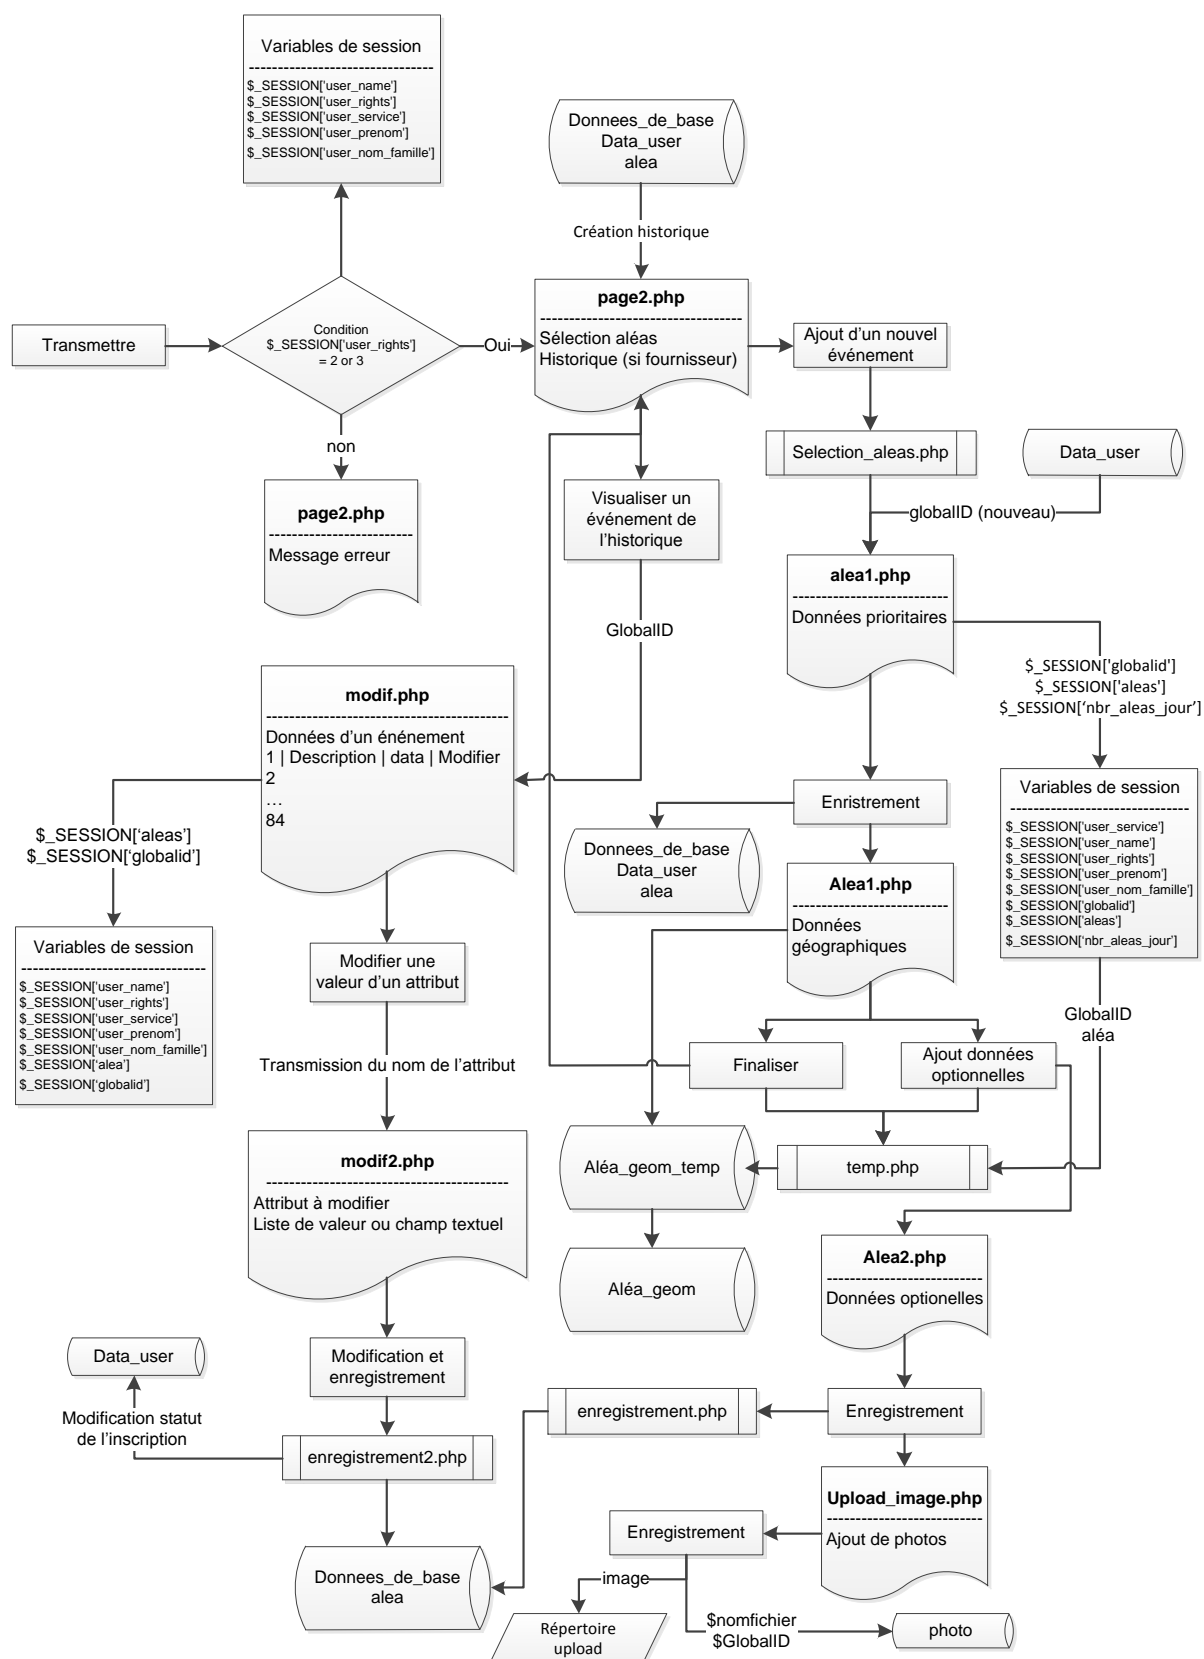 Variables de session
--------------------------------
$_SESSION['user_name']
$_SESSION['user_rights']
$_SESSION['user_service']
$_SESSION['user_prenom']
$_SESSION['user_nom_famille']
Donnees_de_base
Data_user
alea
Création historique
Transmettre
Condition
$_SESSION['user_rights']
= 2 or 3
Oui
page2.php
--------------------------------
Sélection aléas
Historique (si fournisseur)
Ajout d’un nouvel
événement
non
page2.php
--------------------------------
Message erreur
Visualiser un
événement de
l’historique
Selection_aleas.php
Data_user
globalID (nouveau)
alea1.php
--------------------------------
Données prioritaires
GlobalID
$_SESSION['globalid']
$_SESSION['aleas']
$_SESSION[‘nbr_aleas_jour’]
modif.php
--------------------------------
Données d’un énénement
1 | Description | data | Modifier
2
…
84
$_SESSION[’aleas’]
$_SESSION[‘globalid’]
Enristrement
Donnees_de_base
Data_user
alea
Variables de session
--------------------------------
$_SESSION['user_service']
$_SESSION['user_name']
$_SESSION['user_rights']
$_SESSION['user_prenom']
$_SESSION['user_nom_famille']
$_SESSION['globalid']
$_SESSION['aleas']
$_SESSION[‘nbr_aleas_jour’]
Alea1.php
--------------------------------
Données
géographiques
Variables de session
--------------------------------
$_SESSION['user_name']
$_SESSION['user_rights']
$_SESSION['user_service']
$_SESSION['user_prenom']
$_SESSION['user_nom_famille']
$_SESSION[‘alea’]
$_SESSION[‘globalid’]
Modifier une
valeur d’un attribut
GlobalID
aléa
Finaliser
Ajout données
optionnelles
Transmission du nom de l’attribut
modif2.php
--------------------------------
Attribut à modifier
Liste de valeur ou champ textuel
Aléa_geom_temp
temp.php
Aléa_geom
Alea2.php
--------------------------------
Données optionelles
Data_user
Modification et
enregistrement
Modification statut
de l’inscription
enregistrement2.php
enregistrement.php
Enregistrement
Upload_image.php
--------------------------------
Ajout de photos
Enregistrement
Donnees_de_base
alea
image
Répertoire
upload
$nomfichier
$GlobalID
photo